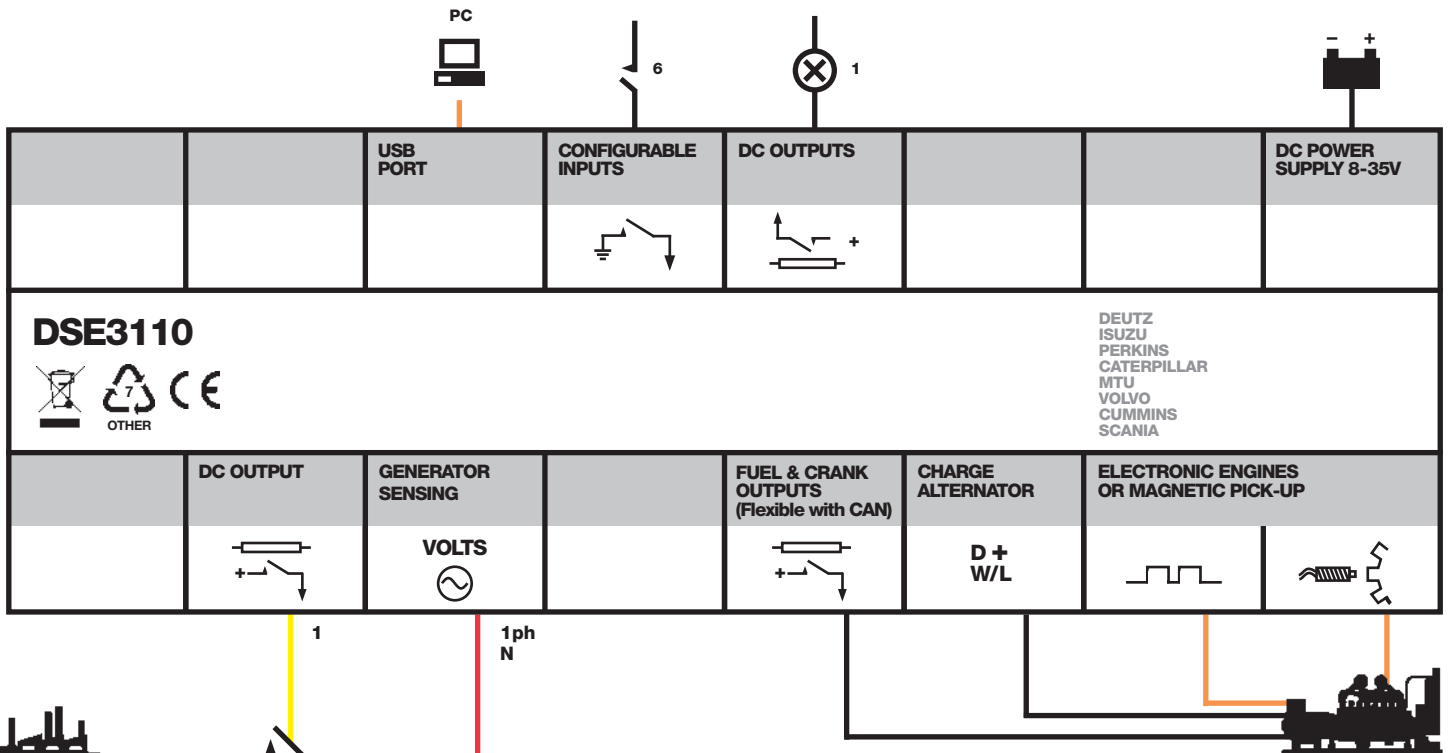 PC
6
1
– +
USB
PORT
CONFIGURABLE
INPUTS
DC OUTPUTS
DC POWER
SUPPLY 8-35V
+
DSE3110
7
OTHER
CE
DEUTZ
ISUZU
PERKINS
CATERPILLAR
MTU
VOLVO
CUMMINS
SCANIA
DC OUTPUT
GENERATOR
SENSING
FUEL & CRANK
OUTPUTS
(Flexible with CAN)
CHARGE
ALTERNATOR
ELECTRONIC ENGINES
OR MAGNETIC PICK-UP
+
VOLTS
+
D +
W/L
1
1ph
N